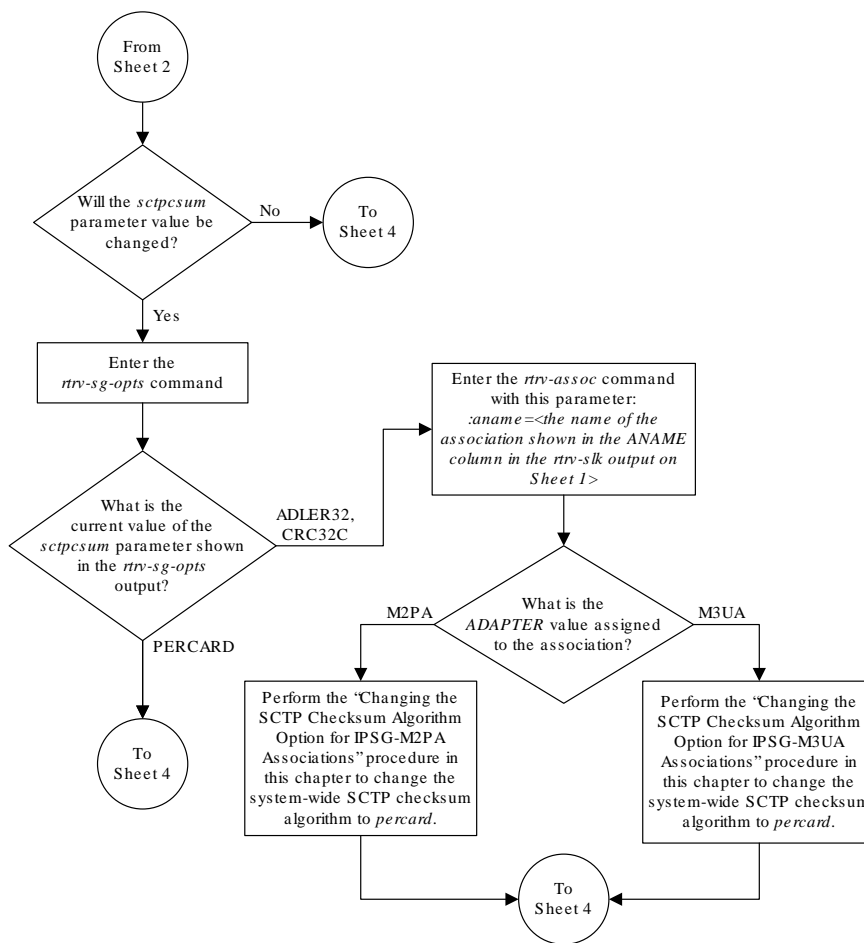 From
Sheet 2
Will the sctpcsum
parameter value be
changed?
No
To
Sheet 4
Yes
Enter the
rtrv-sg-opts command
What is the
current value of the
sctpcsum parameter shown
in the rtrv-sg-opts
output?
ADLER32,
CRC32C
PERCARD
To
Sheet 4
Enter the rtrv-assoc command
with this parameter:
:aname=<the name of the
association shown in the ANAME
column in the rtrv-slk output on
Sheet 1>
What is the
ADAPTER value assigned
to the association?
M2PA
M3UA
Perform the “Changing the
SCTP Checksum Algorithm
Option for IPSG-M2PA
Associations” procedure in
this chapter to change the
system-wide SCTP checksum
algorithm to percard.
Perform the “Changing the
SCTP Checksum Algorithm
Option for IPSG-M3UA
Associations” procedure in
this chapter to change the
system-wide SCTP checksum
algorithm to percard.
To
Sheet 4